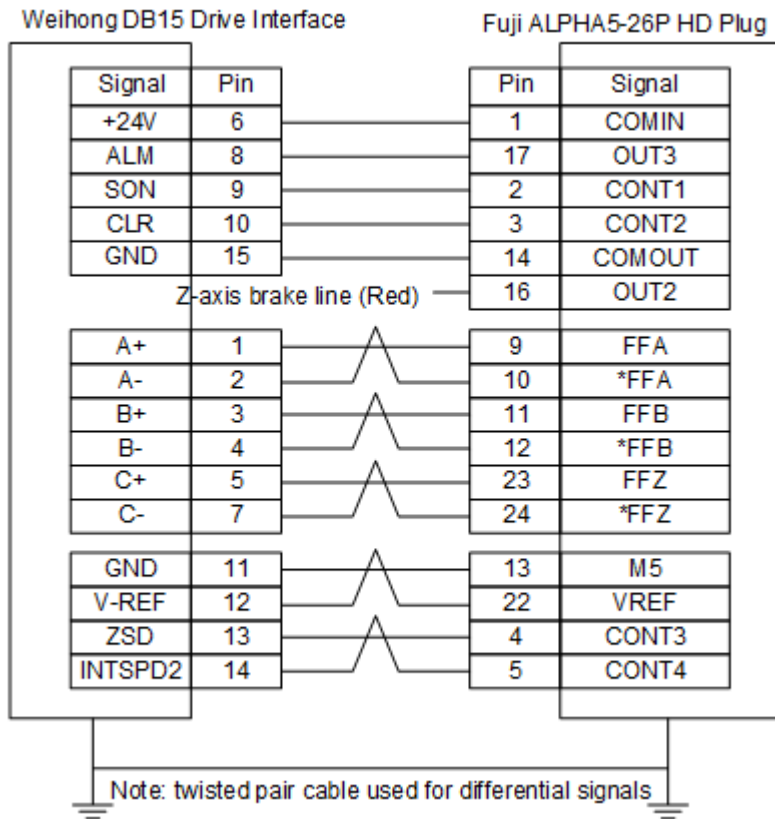 Weihong DB15 Drive Interface Fuji ALPHA5-26P HD Plug
Signal Pin Pin Signal
+24V 6 1 COMIN
ALM 8 17 OUT3
SON 9 2 CONT1
CLR 10 3 CONT2
GND 15 14 COMOUT
Z-axis brake line (Red) 16 OUT2
A+ 1 9 FFA
A- 2 10 *FFA
B+ 3 11 FFB
B- 4 12 *FFB
C+ 5 23 FFZ
C- 7 24 *FFZ
GND 11 13 M5
V-REF 12 22 VREF
ZSD 13 4 CONT3
INTSPD2 14 5 CONT4
Note: twisted pair cable used for differential signals